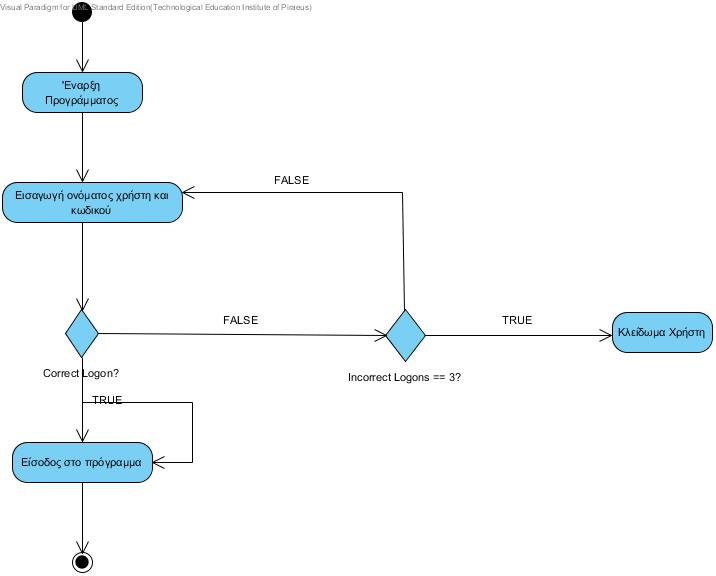 Visual Paradigm for UML Standard Edition(Technological Education Institute of Piraeus)
Έναρξη
Προγράμματος
Εισαγωγή ονόματος χρήστη και
κωδικού
FALSE
FALSE
TRUE
Κλείδωμα Χρήστη
Correct Logon?
Incorrect Logons == 3?
TRUE
Είσοδος στο πρόγραμμα